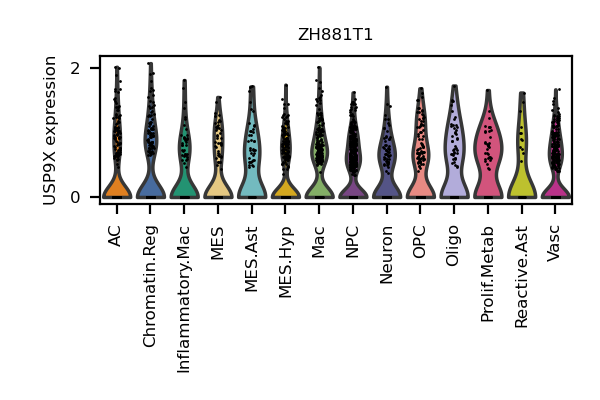 ZH881T1
USP9X expression
2
0
AC
Chromatin.Reg
Inflammatory.Mac
MES
MES.Ast
MES.Hyp
Mac
NPC
Neuron
OPC
Oligo
Prolif.Metab
Reactive.Ast
Vasc